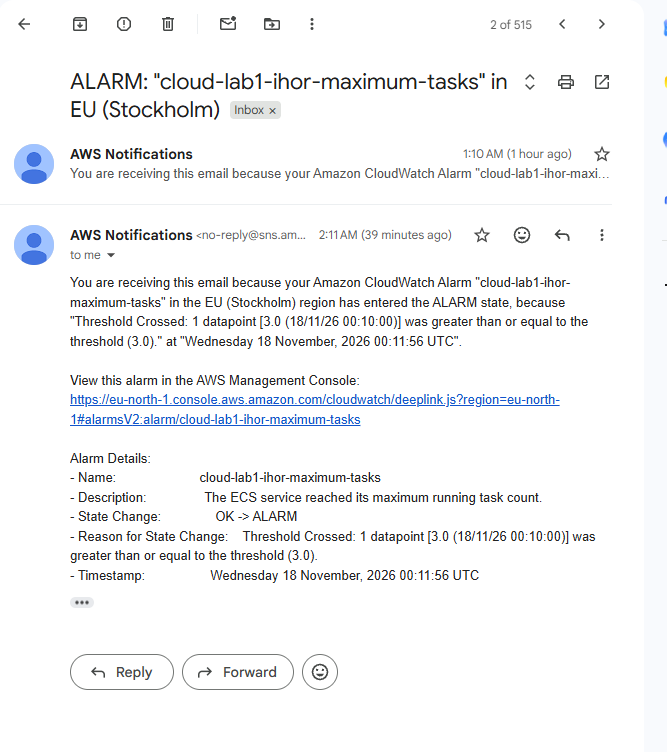 2 of 515
ALARM: "cloud-lab1-ihor-maximum-tasks" in
EU (Stockholm) Inbox ×
AWS Notifications 1:10 AM (1 hour ago)
You are receiving this email because your Amazon CloudWatch Alarm "cloud-lab1-ihor-maxi...
AWS Notifications <no-reply@sns.am... 2:11 AM (39 minutes ago)
to me
You are receiving this email because your Amazon CloudWatch Alarm "cloud-lab1-ihor-
maximum-tasks" in the EU (Stockholm) region has entered the ALARM state, because
"Threshold Crossed: 1 datapoint [3.0 (18/11/26 00:10:00)] was greater than or equal to the
threshold (3.0)." at "Wednesday 18 November, 2026 00:11:56 UTC".
View this alarm in the AWS Management Console:
https://eu-north-1.console.aws.amazon.com/cloudwatch/deeplink.js?region=eu-north-
1#alarmsV2:alarm/cloud-lab1-ihor-maximum-tasks
Alarm Details:
- Name: cloud-lab1-ihor-maximum-tasks
- Description: The ECS service reached its maximum running task count.
- State Change: OK -> ALARM
- Reason for State Change: Threshold Crossed: 1 datapoint [3.0 (18/11/26 00:10:00)] was
greater than or equal to the threshold (3.0).
- Timestamp: Wednesday 18 November, 2026 00:11:56 UTC
Reply Forward